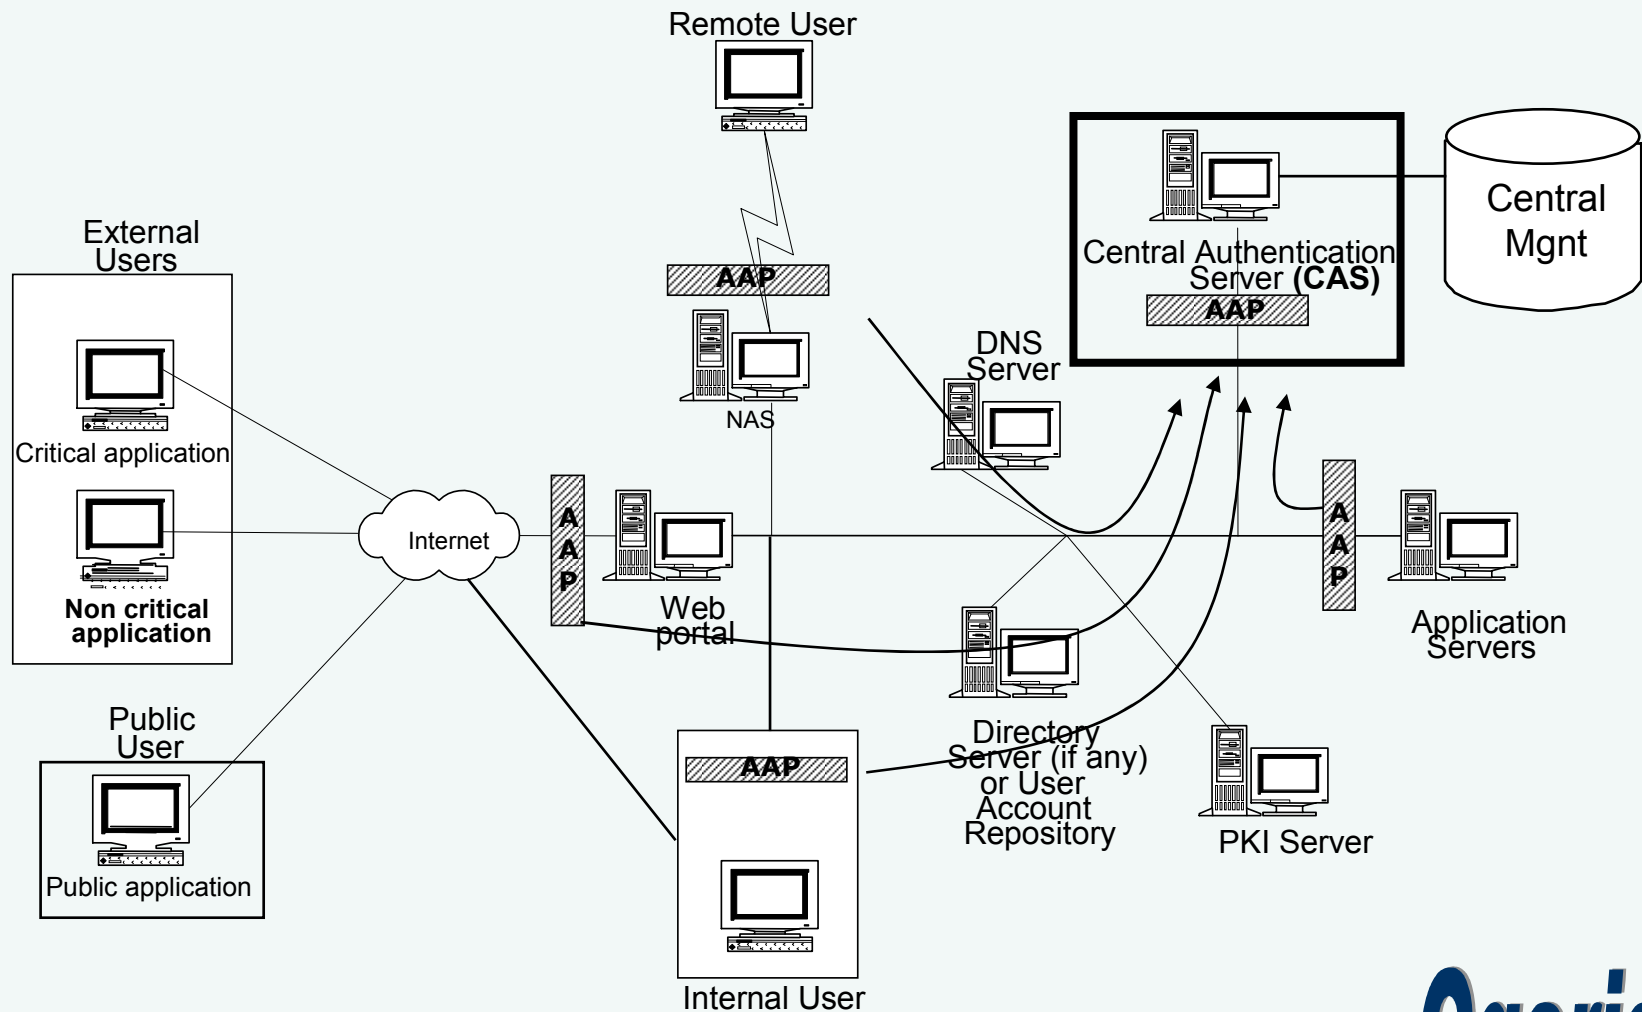 Remote User
External
Users
Critical application
Non critical
application
Public
User
Public application
Internet
A
A
P
Web
portal
AAP
NAS
AAP
Internal User
DNS
Server
Directory
Server (if any)
or User
Account
Repository
PKI Server
Central Authentication
Server (CAS)
AAP
Central
Mgnt
A
A
P
Application
Servers